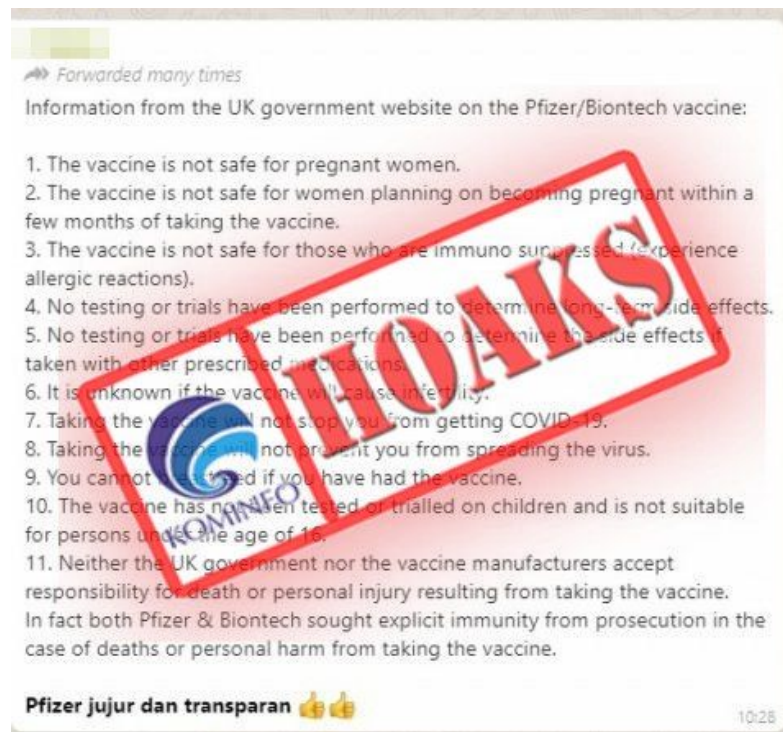 Forwarded many times
Information from the UK government website on the Pfizer/Biontech vaccine:
1. The vaccine is not safe for pregnant women.
2. The vaccine is not safe for women planning on becoming pregnant within a
few months of taking the vaccine.
3. The vaccine is not safe for those who are immuno suppressed (experience
allergic reactions).
4. No testing or trials have been performed to determine long-term side effects.
5. No testing or trials have been performed to determine the side effects if
taken with other prescribed medications.
6. It is unknown if the vaccine will cause infertility.
7. Taking the vaccine will not stop you from getting COVID-19.
8. Taking the vaccine will not prevent you from spreading the virus.
9. You cannot if you have had the vaccine.
10. The vaccine has not been tested or trialled on children and is not suitable
for persons under the age of 16.
11. Neither the UK government nor the vaccine manufacturers accept
responsibility for death or personal injury resulting from taking the vaccine.
In fact both Pfizer & Biontech sought explicit immunity from prosecution in the
case of deaths or personal harm from taking the vaccine.
Pfizer jujur dan transparan 👍👍
10:28
HOAKS
KOMINFO